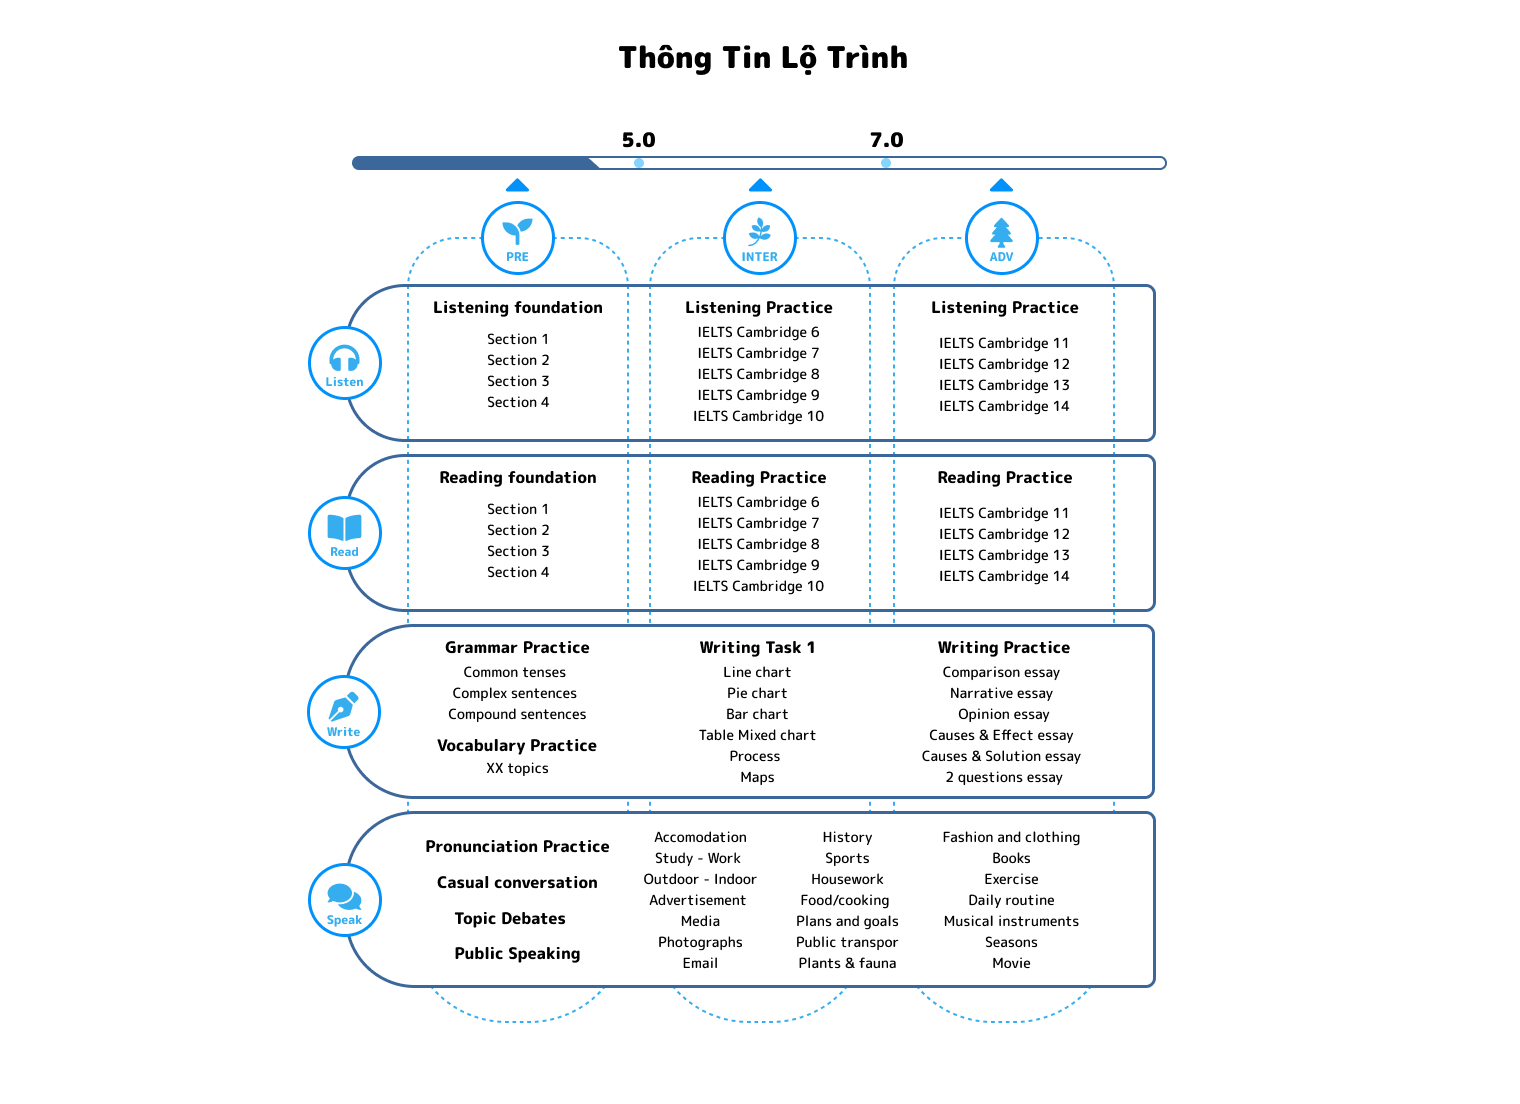 Thông Tin Lộ Trình
5.0
7.0
PRE
INTER
ADV
Listen
Listening foundation
Section 1
Section 2
Section 3
Section 4
Listening Practice
IELTS Cambridge 6
IELTS Cambridge 7
IELTS Cambridge 8
IELTS Cambridge 9
IELTS Cambridge 10
Listening Practice
IELTS Cambridge 11
IELTS Cambridge 12
IELTS Cambridge 13
IELTS Cambridge 14
Read
Reading foundation
Section 1
Section 2
Section 3
Section 4
Reading Practice
IELTS Cambridge 6
IELTS Cambridge 7
IELTS Cambridge 8
IELTS Cambridge 9
IELTS Cambridge 10
Reading Practice
IELTS Cambridge 11
IELTS Cambridge 12
IELTS Cambridge 13
IELTS Cambridge 14
Write
Grammar Practice
Common tenses
Complex sentences
Compound sentences
Vocabulary Practice
XX topics
Writing Task 1
Line chart
Pie chart
Bar chart
Table Mixed chart
Process
Maps
Writing Practice
Comparison essay
Narrative essay
Opinion essay
Causes & Effect essay
Causes & Solution essay
2 questions essay
Speak
Pronunciation Practice
Casual conversation
Topic Debates
Public Speaking
Accomodation
Study - Work
Outdoor - Indoor
Advertisement
Media
Photographs
Email
History
Sports
Housework
Food/cooking
Plans and goals
Public transpor
Plants & fauna
Fashion and clothing
Books
Exercise
Daily routine
Musical instruments
Seasons
Movie